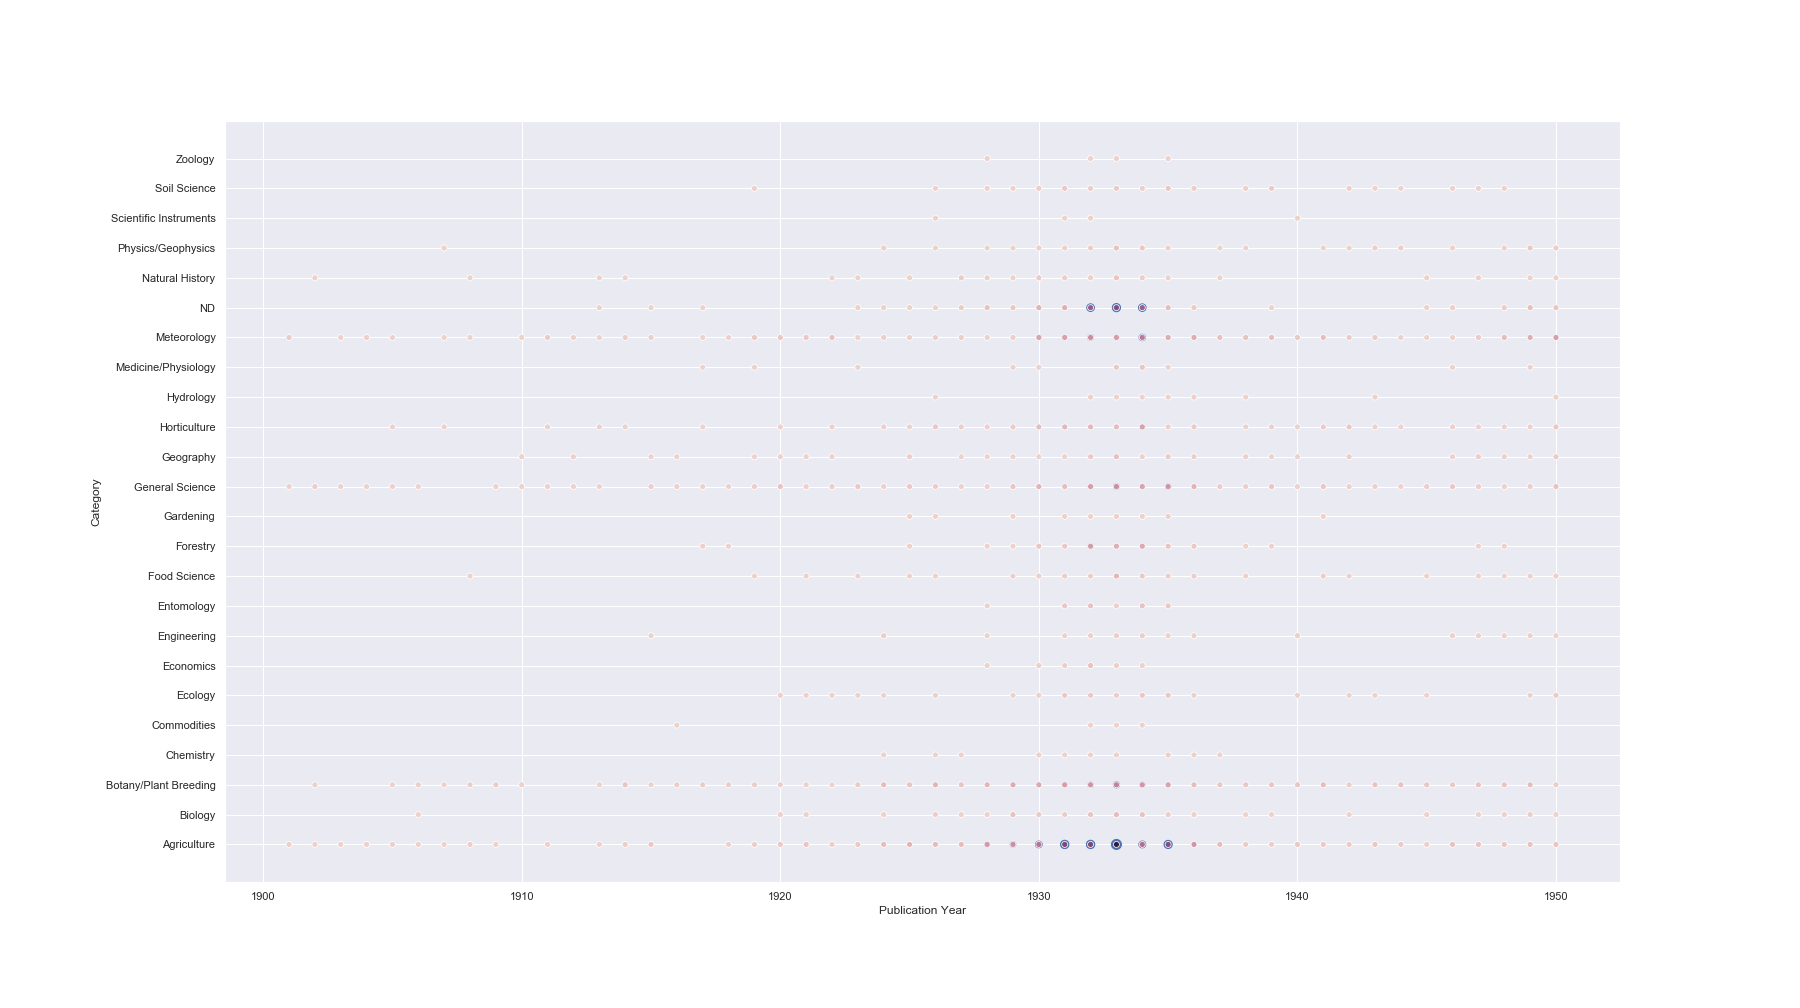 Zoology
Soil Science
Scientific Instruments
Physics/Geophysics
Natural History
ND
Meteorology
Medicine/Physiology
Hydrology
Horticulture
Geography
General Science
Gardening
Forestry
Food Science
Entomology
Engineering
Economics
Ecology
Commodities
Chemistry
Botany/Plant Breeding
Biology
Agriculture
Category
1900 1910 1920 1930 1940 1950
Publication Year